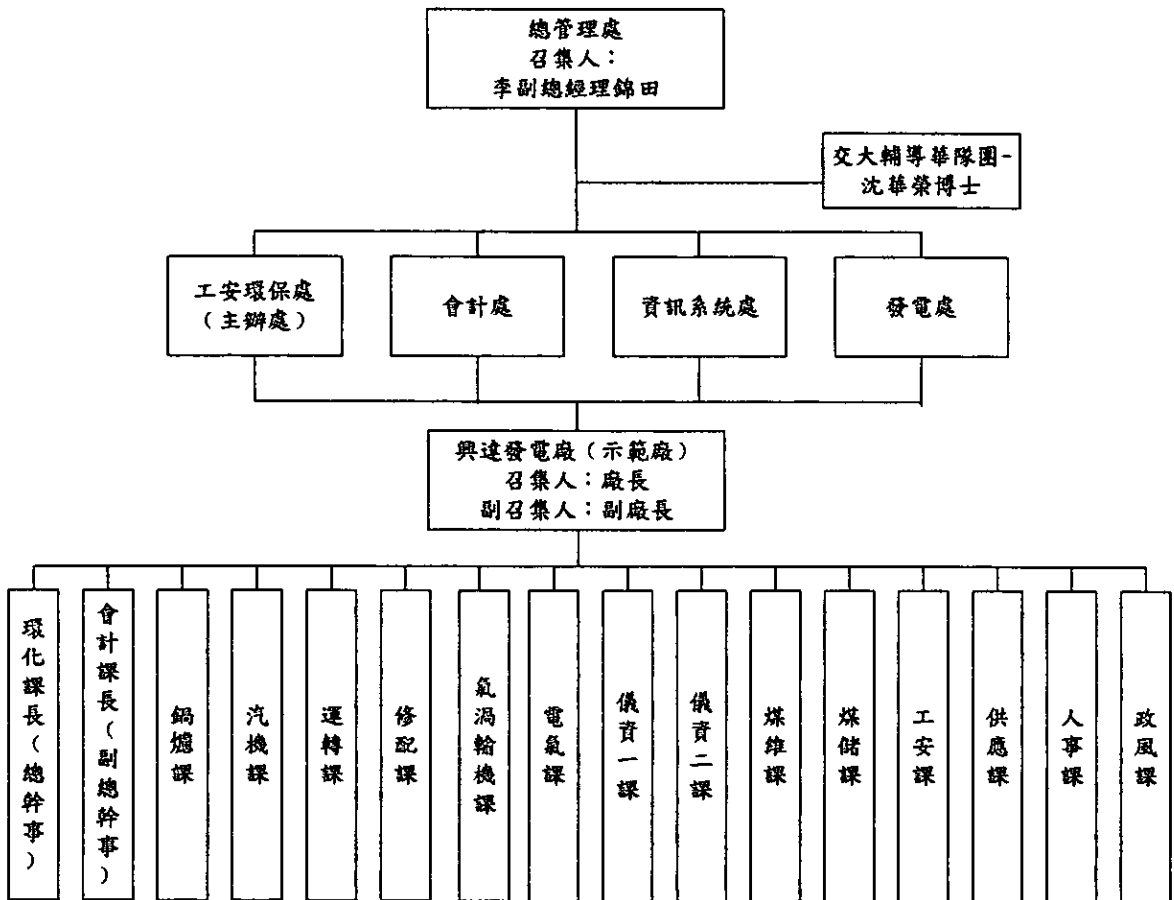 總管理處
召集人：
李副總經理錦田
交大輔導華隊團-
沈華榮博士
工安環保處
（主辦處）
會計處
資訊系統處
發電處
興達發電廠（示範廠）
召集人：廠長
副召集人：副廠長
環化課長（總幹事）
會計課長（副總幹事）
鍋爐課
汽機課
運轉課
修配課
氣渦輪機課
電氣課
儀資一課
儀資二課
煤維課
煤儲課
工安課
供應課
人事課
政風課